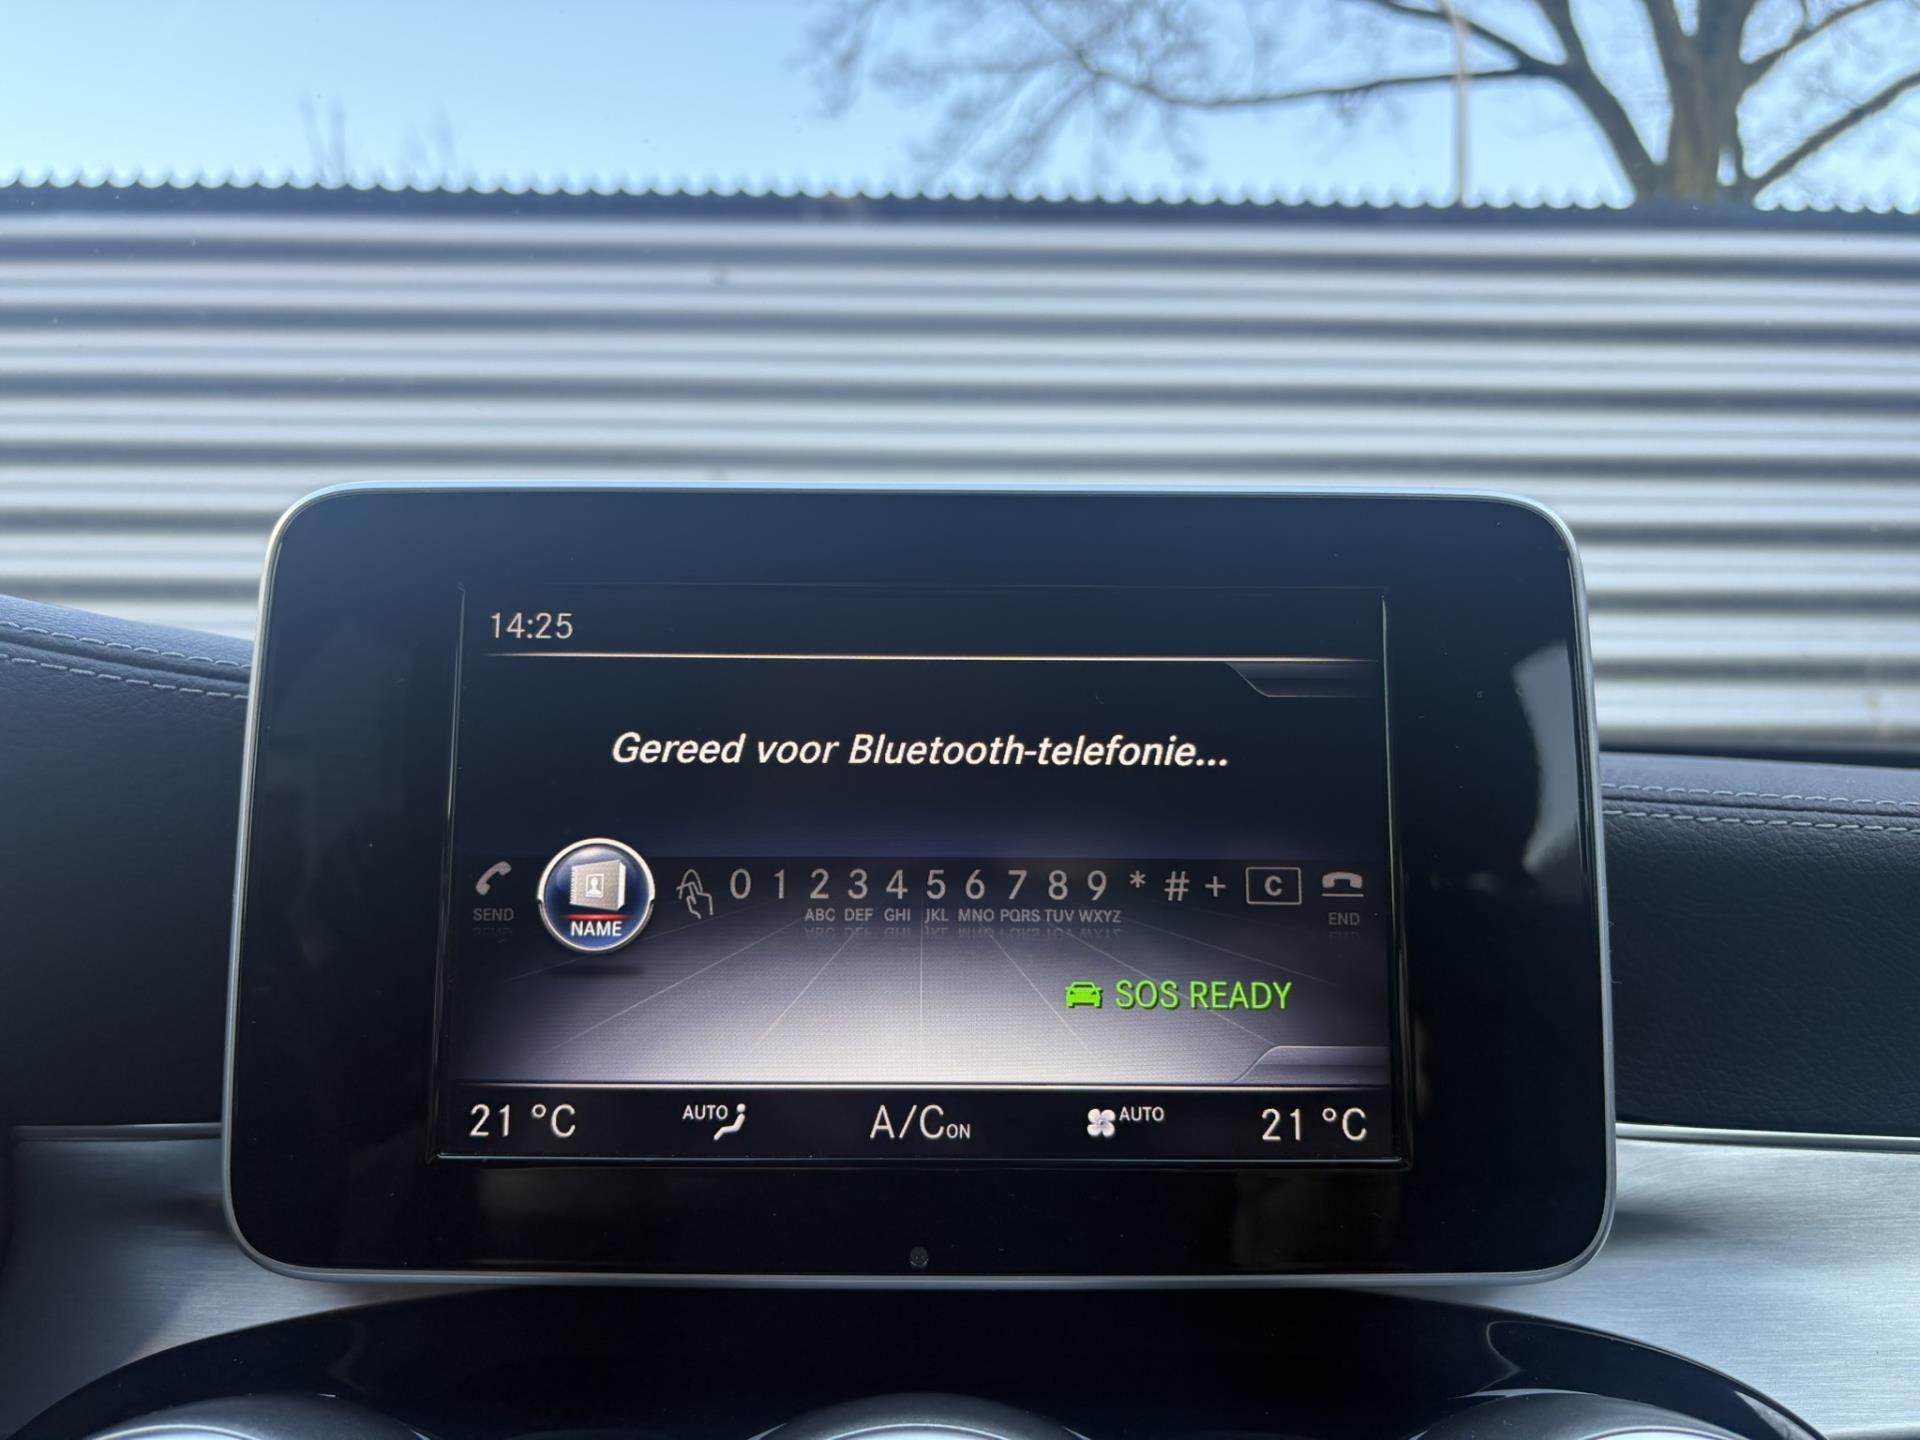 14:25
Gereed voor Bluetooth-telefonie...
SEND NAME 0 1 2 3 4 5 6 7 8 9 * # + C END
ABC DEF GHI JKL MNO PQRS TUV WXYZ
SOS READY
21 °C AUTO A/C ON AUTO 21 °C